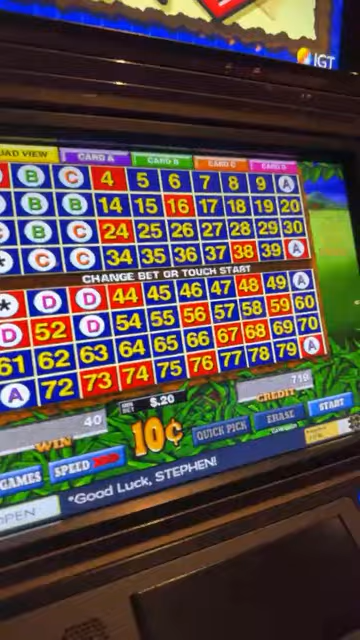 IGT
UAD VIEW CARD A CARD B CARD C CARD D
B C 4 5 6 7 8 9 A
B B 14 15 16 17 18 19 20
B C 24 25 26 27 28 29 30
* C C 34 35 36 37 38 39 A
CHANGE BET OR TOUCH START
* D D 44 45 46 47 48 49 A
D 52 D 54 55 56 57 58 59 60
61 62 63 64 65 66 67 68 69 70
A 72 73 74 75 76 77 78 79 A
40 $.20 719
WIN 10¢ CREDIT
GAMES SPEED QUICK PICK ERASE START
*Good Luck, STEPHEN!
OPEN